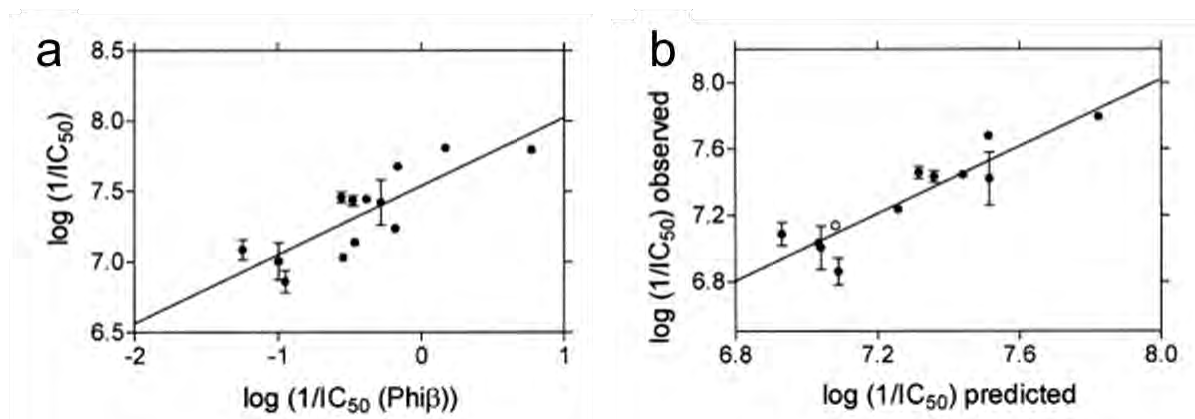 a
8.5
8.0
7.5
7.0
6.5
-2
-1
0
1
log (1/IC50)
log (1/IC50 (Phiβ))
b
8.0
7.6
7.2
6.8
6.8
7.2
7.6
8.0
log (1/IC50) observed
log (1/IC50) predicted